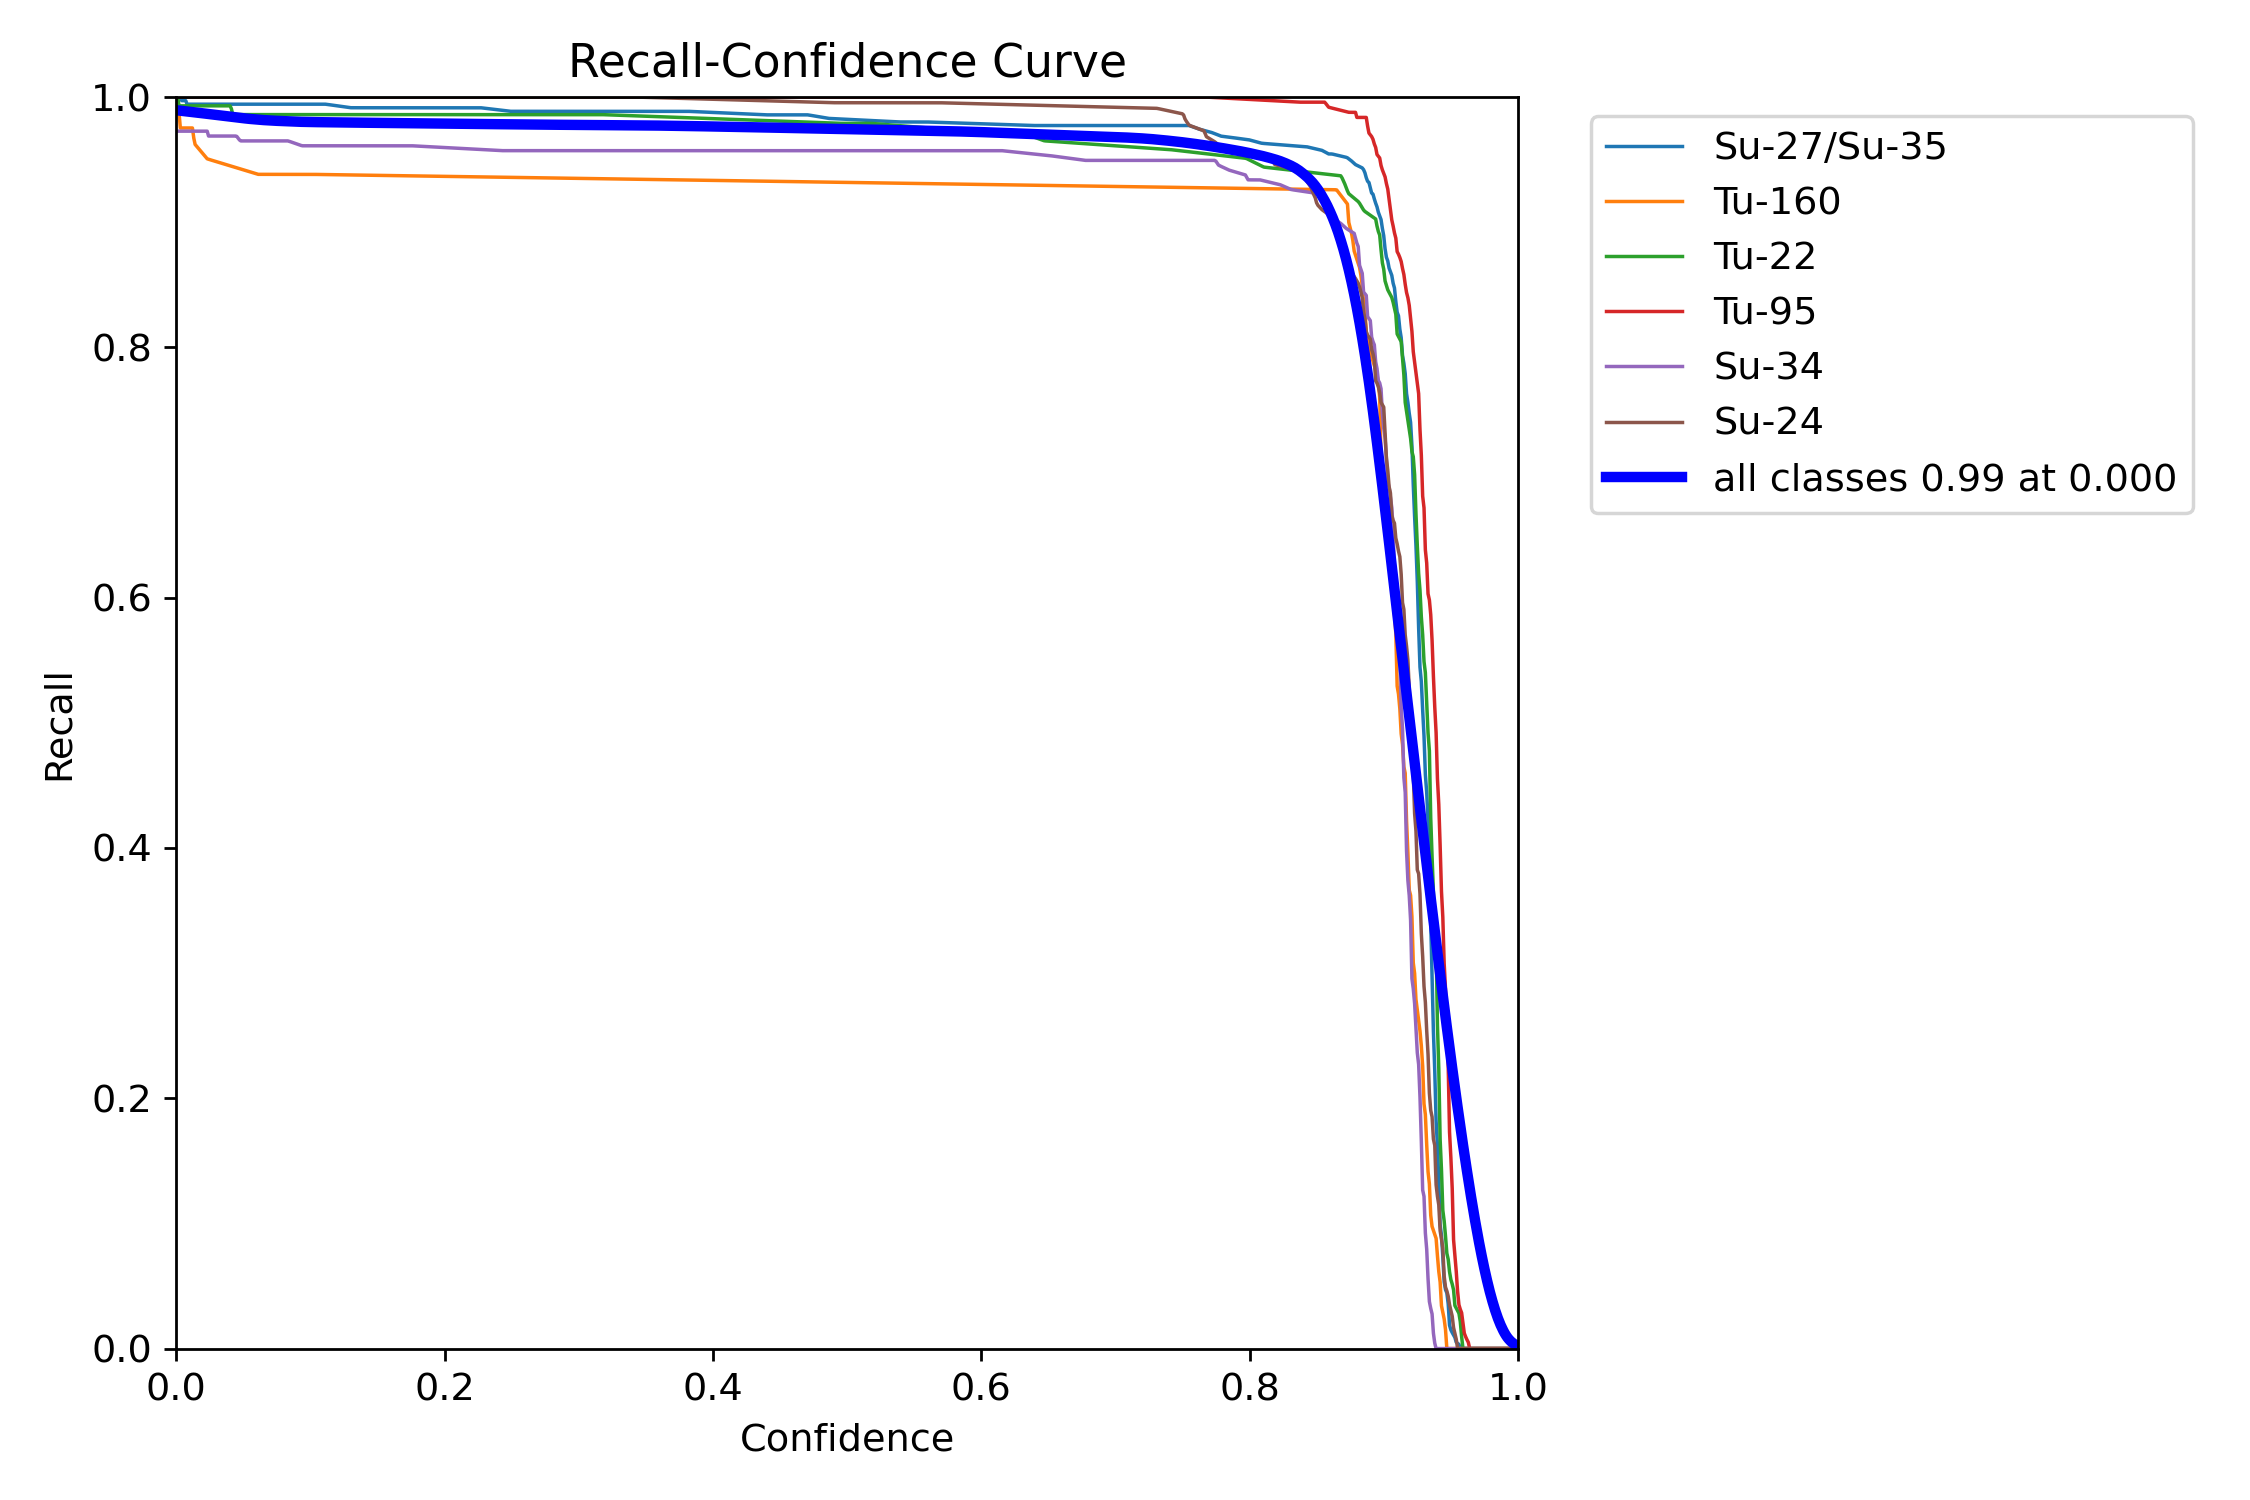 Recall-Confidence Curve
1.0
0.8
0.6
0.4
0.2
0.0
Recall
0.0 0.2 0.4 0.6 0.8 1.0
Confidence
Su-27/Su-35
Tu-160
Tu-22
Tu-95
Su-34
Su-24
all classes 0.99 at 0.000